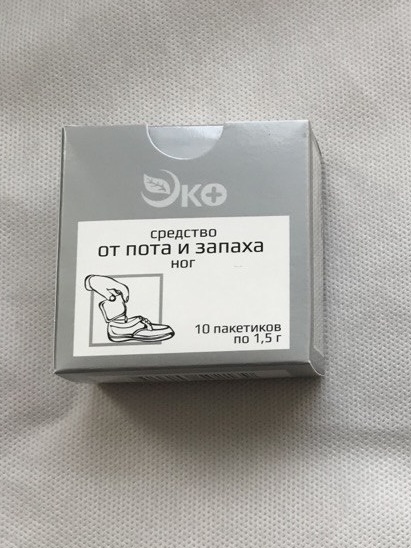 Эко
средство
от пота и запаха
ног
10 пакетиков
по 1,5 г